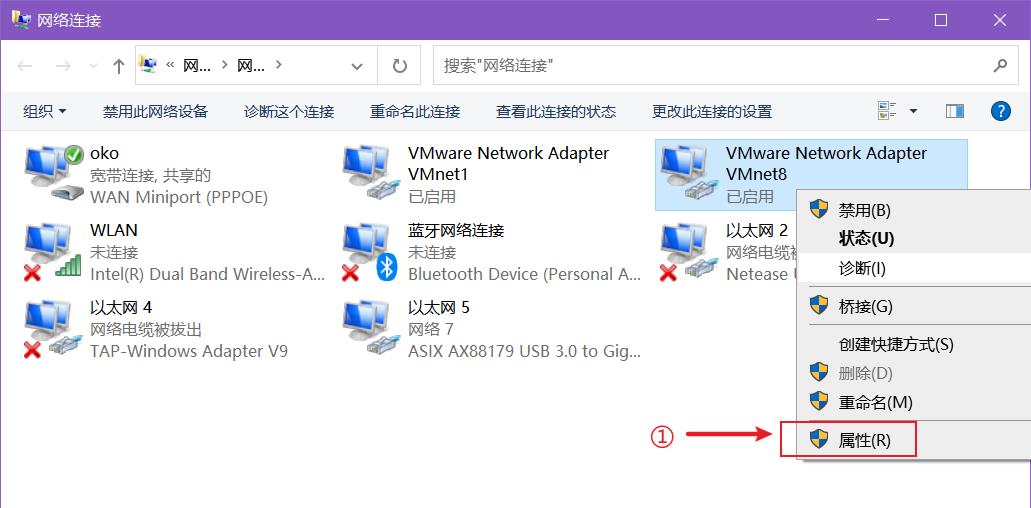 网络连接
« 网... › 网... ›
搜索"网络连接"
组织 禁用此网络设备 诊断这个连接 重命名此连接 查看此连接的状态 更改此连接的设置
oko
宽带连接, 共享的
WAN Miniport (PPPOE)
VMware Network Adapter
VMnet1
已启用
VMware Network Adapter
VMnet8
已启用
WLAN
未连接
Intel(R) Dual Band Wireless-A...
蓝牙网络连接
未连接
Bluetooth Device (Personal A...
以太网 2
网络电缆被
Netease
以太网 4
网络电缆被拔出
TAP-Windows Adapter V9
以太网 5
网络 7
ASIX AX88179 USB 3.0 to Gig...
禁用(B)
状态(U)
诊断(I)
桥接(G)
创建快捷方式(S)
删除(D)
重命名(M)
① 属性(R)